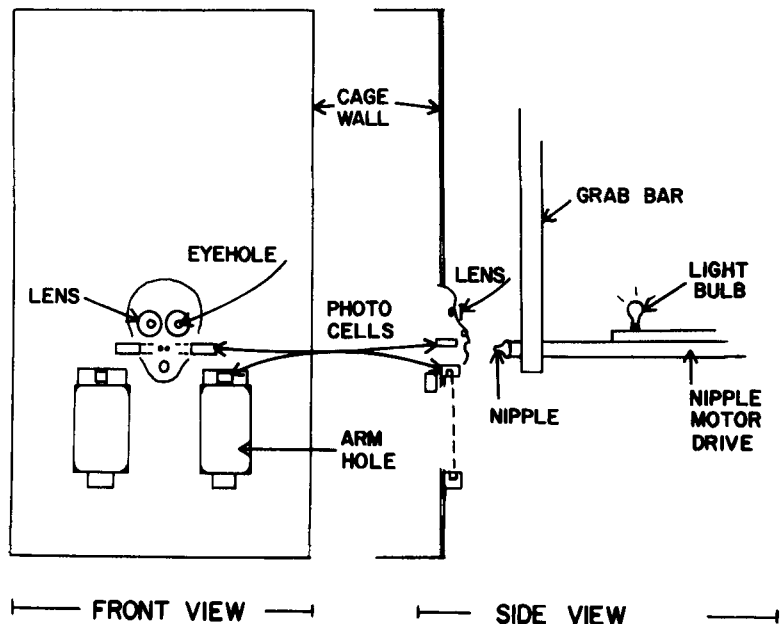 CAGE
WALL
GRAB BAR
EYEHOLE
LENS
LENS
LIGHT
BULB
PHOTO
CELLS
NIPPLE
NIPPLE
MOTOR
DRIVE
ARM
HOLE
FRONT VIEW
SIDE VIEW